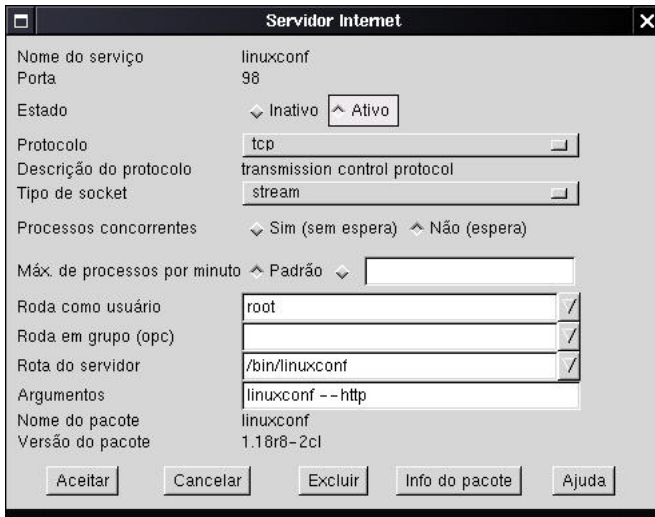 Servidor Internet
Nome do serviço linuxconf
Porta 98
Estado Inativo Ativo
Protocolo tcp
Descrição do protocolo transmission control protocol
Tipo de socket stream
Processos concorrentes Sim (sem espera) Não (espera)
Máx. de processos por minuto Padrão
Roda como usuário root
Roda em grupo (opc)
Rota do servidor /bin/linuxconf
Argumentos linuxconf --http
Nome do pacote linuxconf
Versão do pacote 1.18r8-2cl
Aceitar Cancelar Excluir Info do pacote Ajuda